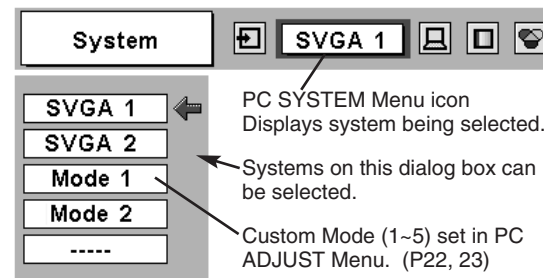 System
SVGA 1
SVGA 1
SVGA 2
Mode 1
Mode 2
-----
PC SYSTEM Menu icon
Displays system being selected.
Systems on this dialog box can
be selected.
Custom Mode (1~5) set in PC
ADJUST Menu. (P22, 23)